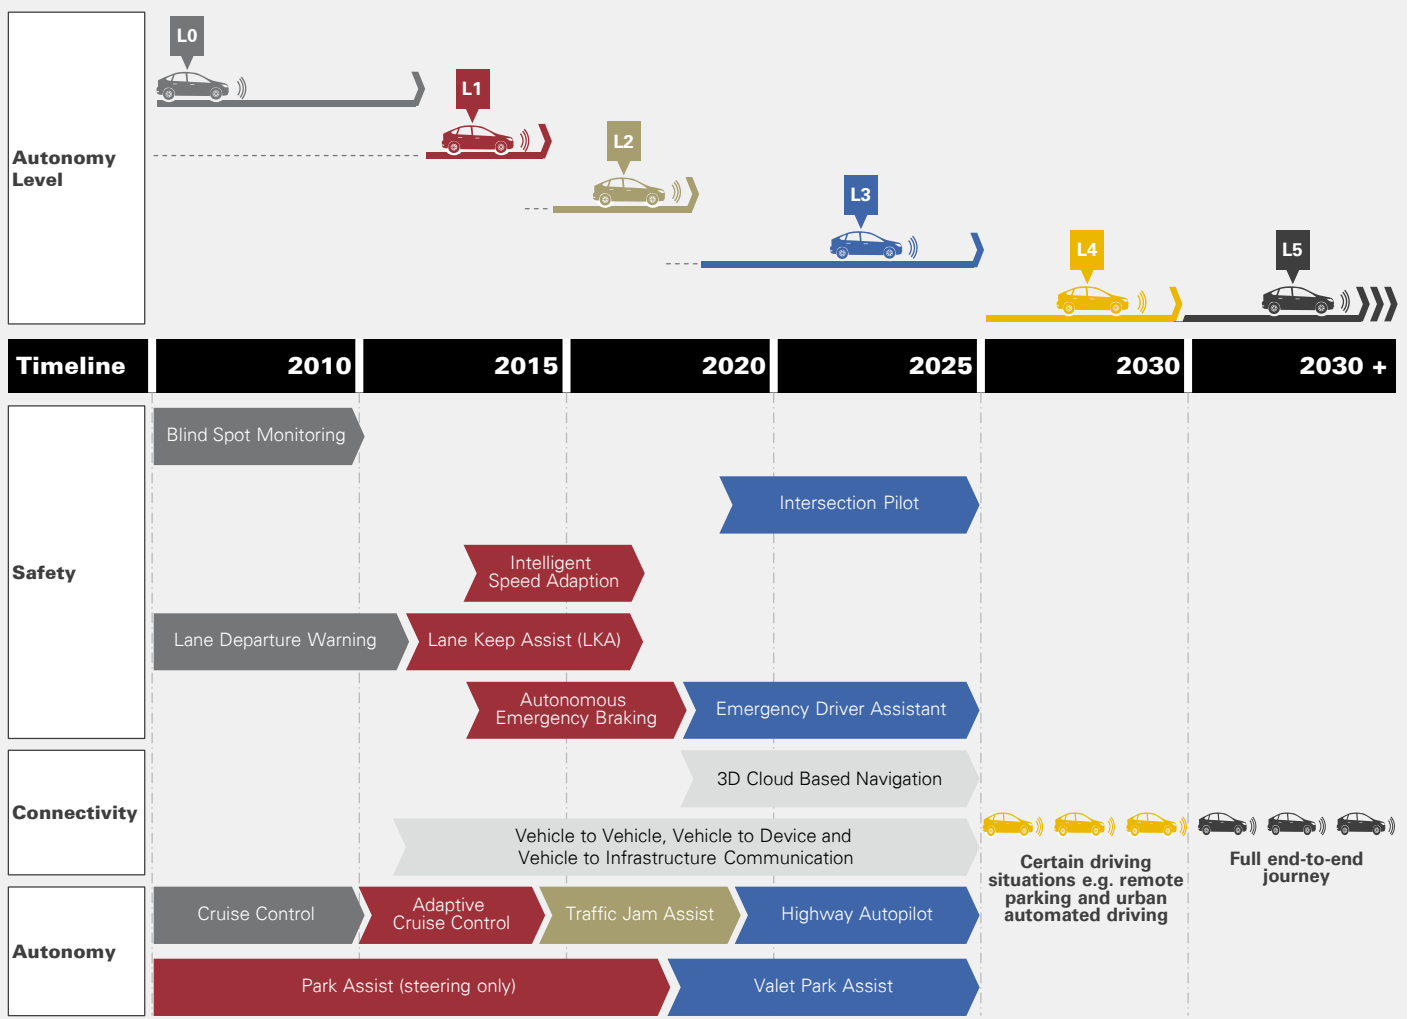 L0
L1
L2
L3
L4
L5
Autonomy
Level
Timeline 2010 2015 2020 2025 2030 2030 +
Safety
Blind Spot Monitoring
Intersection Pilot
Intelligent
Speed Adaption
Lane Departure Warning
Lane Keep Assist (LKA)
Autonomous
Emergency Braking
Emergency Driver Assistant
Connectivity
3D Cloud Based Navigation
Vehicle to Vehicle, Vehicle to Device and
Vehicle to Infrastructure Communication
Certain driving
situations e.g. remote
parking and urban
automated driving
Full end-to-end
journey
Autonomy
Cruise Control
Adaptive
Cruise Control
Traffic Jam Assist
Highway Autopilot
Park Assist (steering only)
Valet Park Assist